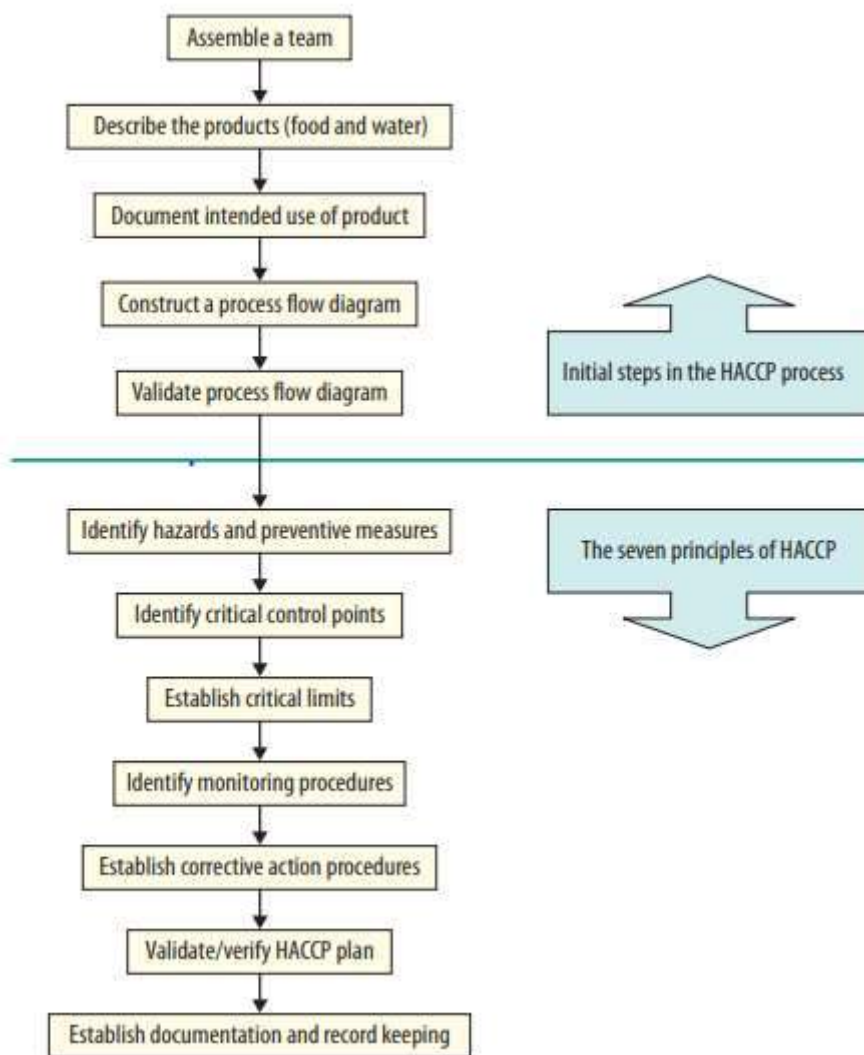 Assemble a team
Describe the products (food and water)
Document intended use of product
Construct a process flow diagram
Validate process flow diagram
Initial steps in the HACCP process
Identify hazards and preventive measures
The seven principles of HACCP
Identify critical control points
Establish critical limits
Identify monitoring procedures
Establish corrective action procedures
Validate/verify HACCP plan
Establish documentation and record keeping